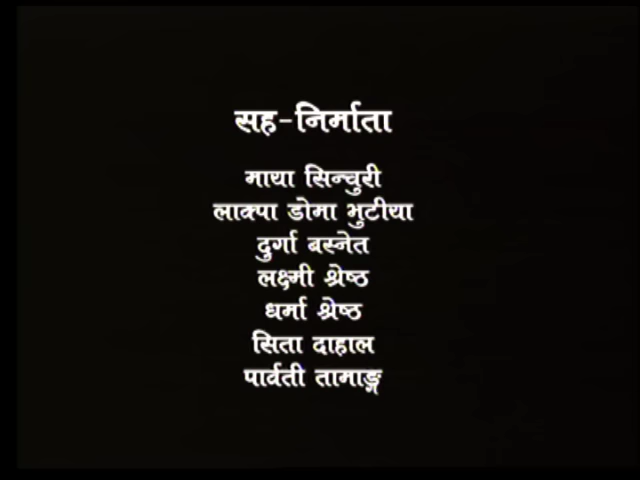 सह-निर्माता
माया सिन्चुरी
लाक्पा डोमा भुटीया
दुर्गा बस्नेत
लक्ष्मी श्रेष्ठ
धर्मा श्रेष्ठ
सिता दाहाल
पार्वती तामाङ्ग